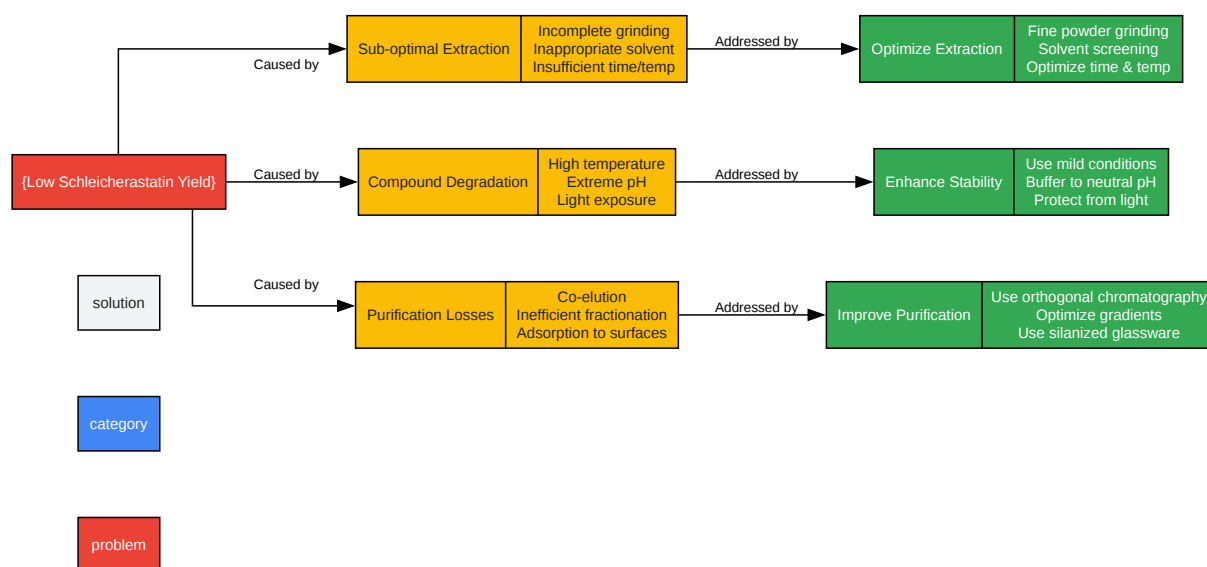 Sub-optimal Extraction
Incomplete grinding
Inappropriate solvent
Insufficient time/temp
Addressed by
Optimize Extraction
Fine powder grinding
Solvent screening
Optimize time & temp
Caused by
{Low Schleicherastatin Yield}
Caused by
Compound Degradation
High temperature
Extreme pH
Light exposure
Addressed by
Enhance Stability
Use mild conditions
Buffer to neutral pH
Protect from light
Caused by
Purification Losses
Co-elution
Inefficient fractionation
Adsorption to surfaces
Addressed by
Improve Purification
Use orthogonal chromatography
Optimize gradients
Use silanized glassware
solution
category
problem